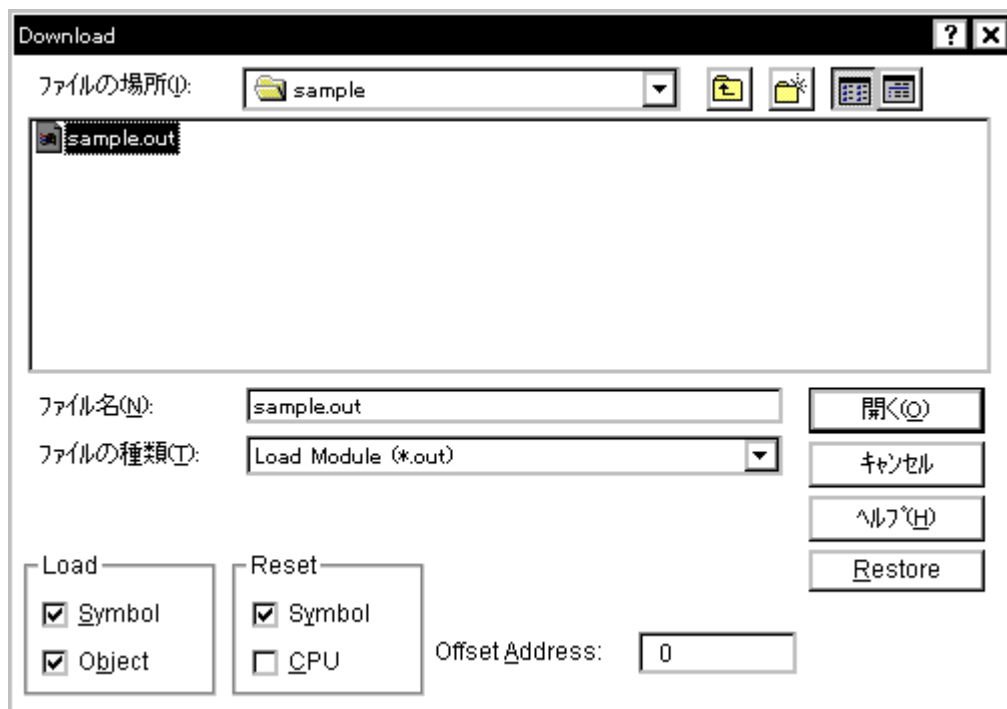 Download
ファイルの場所(I):
sample
sample.out
ファイル名(N):
sample.out
開く(O)
ファイルの種類(T):
Load Module (*.out)
キャンセル
ヘルプ(H)
Restore
Load
Reset
Symbol
Symbol
Object
CPU
Offset Address:
0